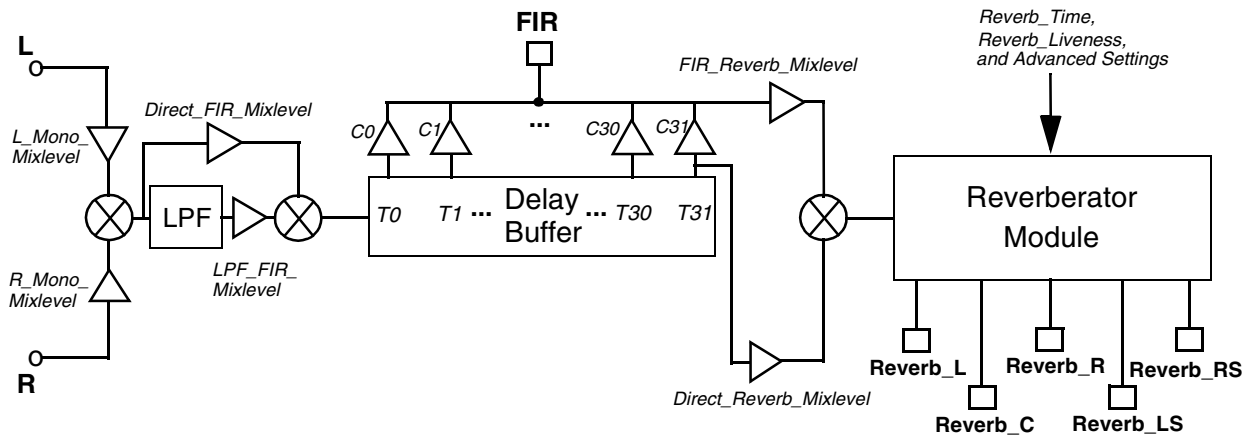 L
R
L_Mono_
Mixlevel
R_Mono_
Mixlevel
Direct_FIR_Mixlevel
LPF
LPF_FIR_
Mixlevel
FIR
C0
C1
...
C30
C31
T0
T1
...
Delay
Buffer
...
T30
T31
FIR_Reverb_Mixlevel
Direct_Reverb_Mixlevel
Reverb_Time,
Reverb_Liveness,
and Advanced Settings
Reverberator
Module
Reverb_L
Reverb_R
Reverb_RS
Reverb_C
Reverb_LS